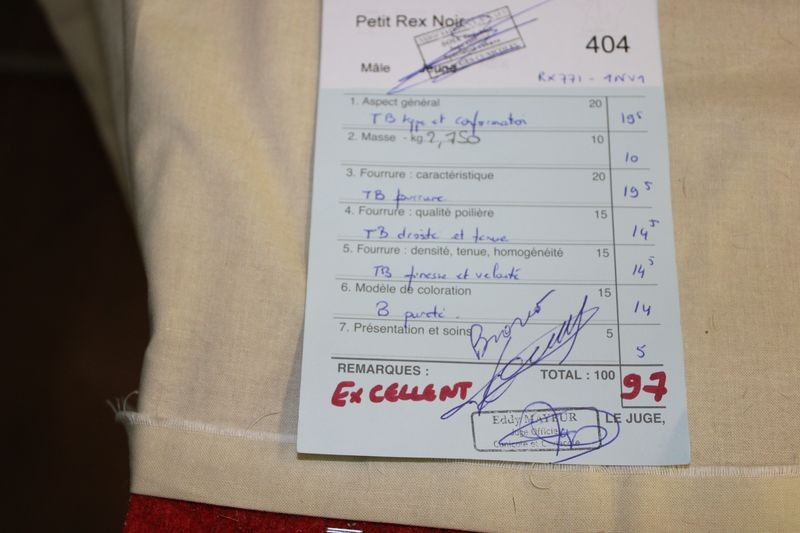 Petit Rex Noir
404
Mâle
RX771 - 1NV1
1. Aspect général 20
TB type et conformation 19⁵
2. Masse - kg 2,750 10
10
3. Fourrure : caractéristique 20
TB fourrure 19⁵
4. Fourrure : qualité poilière 15
TB droite et tenue 14⁵
5. Fourrure : densité, tenue, homogénéité 15
TB finesse et velouté 14⁵
6. Modèle de coloration 15
B pureté. 14
7. Présentation et soins 5
5
REMARQUES : TOTAL : 100 97
EXCELLENT
LE JUGE,
Eddy MAYEUR
Juge Officiel